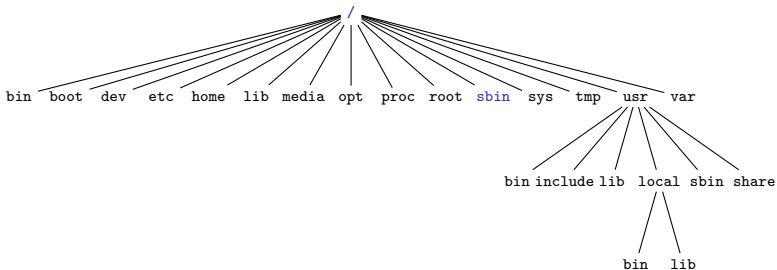 /
bin boot dev etc home lib media opt proc root sbin sys tmp usr var
bin include lib local sbin share
bin lib